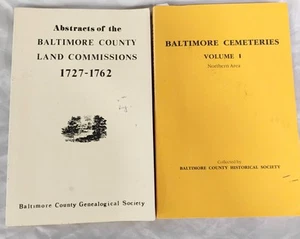 Abstracts of the
BALTIMORE COUNTY
LAND COMMISSIONS
1727-1762
Baltimore County Genealogical Society
BALTIMORE CEMETERIES
VOLUME I
Northern Area
Collected by
BALTIMORE COUNTY HISTORICAL SOCIETY